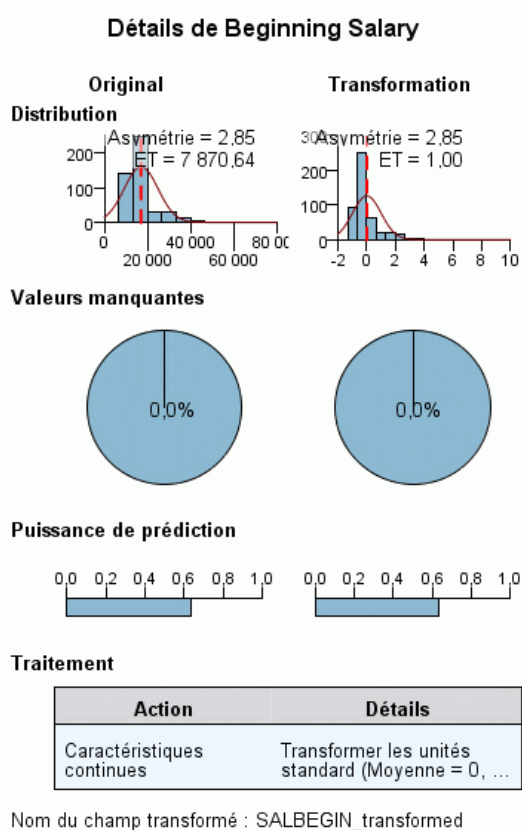 Détails de Beginning Salary
Original
Transformation
Distribution
Asymétrie = 2,85
ET = 7 870,64
200
100
0
0
40 000
80 00
20 000
60 000
Asymétrie = 2,85
ET = 1,00
300
200
100
0
-2 0 2 4 6 8 10
Valeurs manquantes
0,0%
0,0%
Puissance de prédiction
0,0 0,2 0,4 0,6 0,8 1,0
0,0 0,2 0,4 0,6 0,8 1,0
Traitement
Action
Détails
Caractéristiques
continues
Transformer les unités
standard (Moyenne = 0, ...
Nom du champ transformé : SALBEGIN_transformed